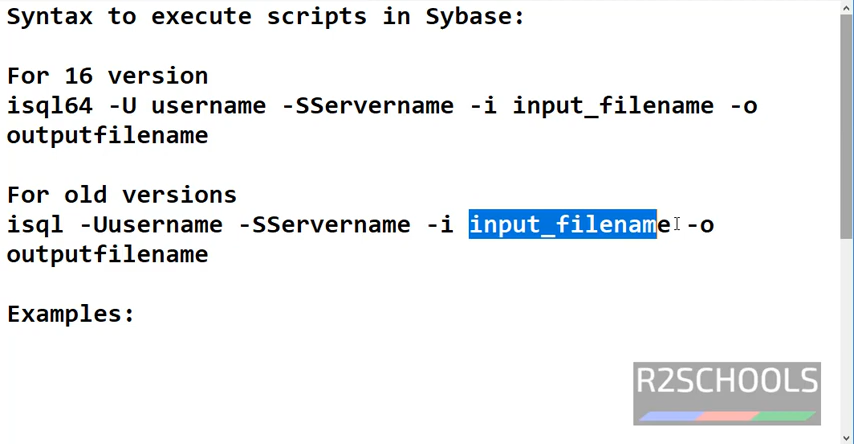 Syntax to execute scripts in Sybase:
For 16 version
isql64 -U username -SServername -i input_filename -o
outputfilename
For old versions
isql -Uusername -SServername -i input_filename -o
outputfilename
Examples:
R2SCHOOLS